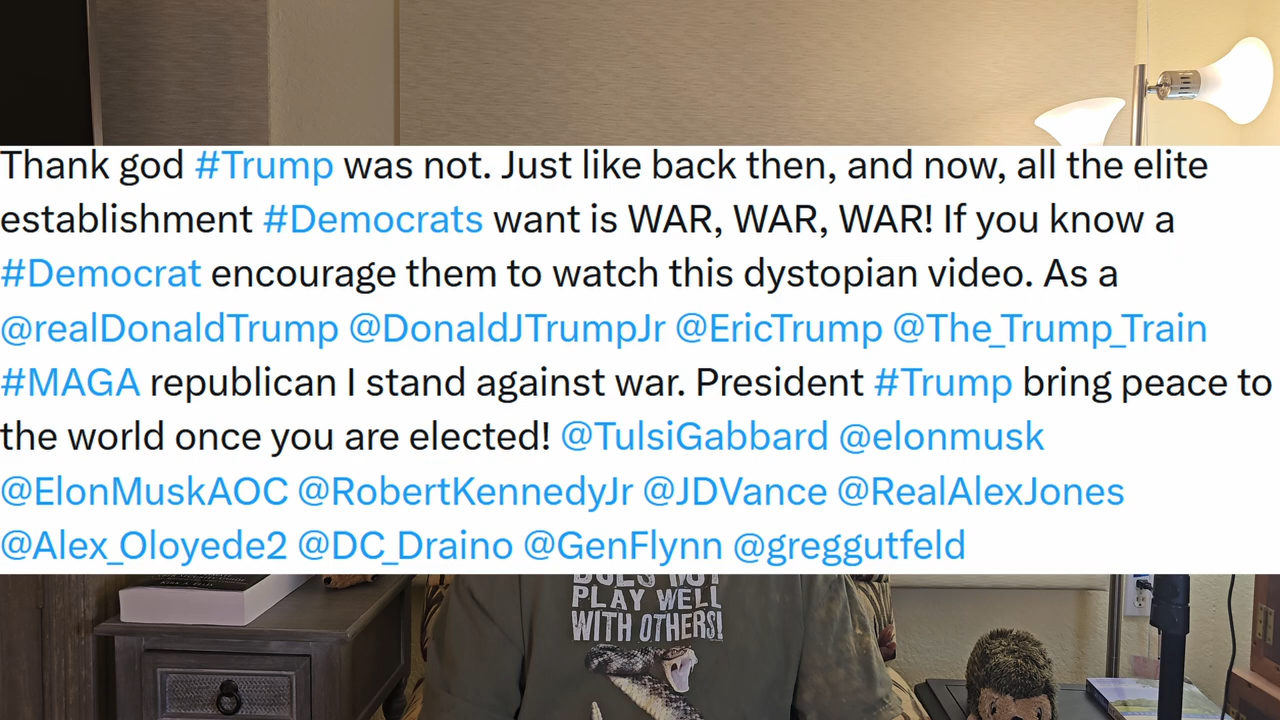 Thank god #Trump was not. Just like back then, and now, all the elite
establishment #Democrats want is WAR, WAR, WAR! If you know a
#Democrat encourage them to watch this dystopian video. As a
@realDonaldTrump @DonaldJTrumpJr @EricTrump @The_Trump_Train
#MAGA republican I stand against war. President #Trump bring peace to
the world once you are elected! @TulsiGabbard @elonmusk
@ElonMuskAOC @RobertKennedyJr @JDVance @RealAlexJones
@Alex_Oloyede2 @DC_Draino @GenFlynn @greggutfeld
DOES NOT
PLAY WELL
WITH OTHERS!